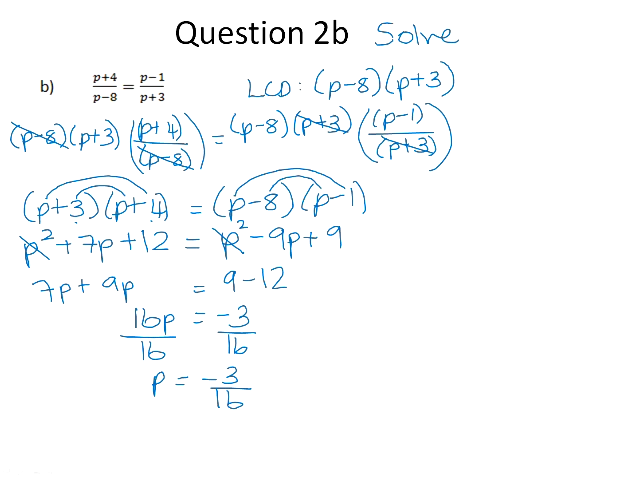 Question 2b Solve
b) p+4/p−8 = p−1/p+3 LCD: (p-8)(p+3)
(p-8)(p+3)((p+4)/(p-8)) = (p-8)(p+3)((p-1)/(p+3))
(p+3)(p+4) = (p-8)(p-1)
p² + 7p + 12 = p² - 9p + 9
7p + 9p = 9 - 12
16p/16 = -3/16
p = -3/16